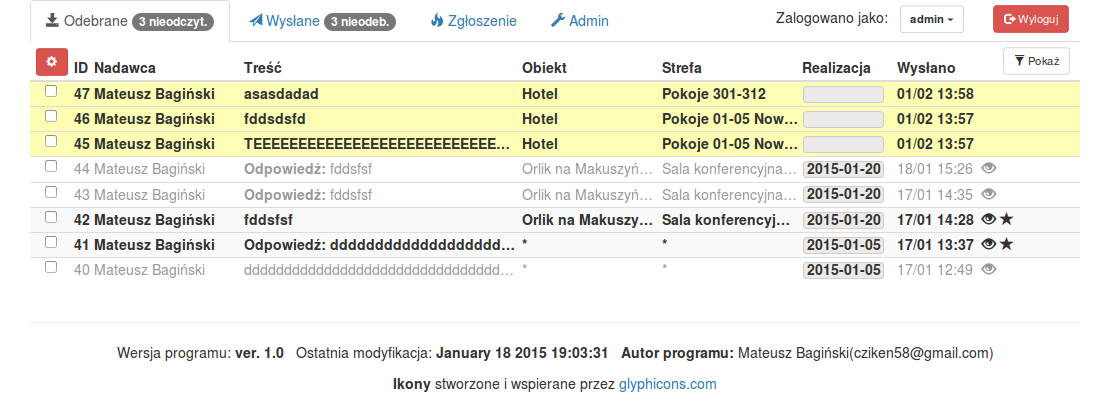 Odebrane 3 nieodczyt. Wysłane 3 nieodeb. Zgłoszenie Admin Zalogowano jako: admin Wyloguj
ID Nadawca Treść Obiekt Strefa Realizacja Wysłano Pokaż
47 Mateusz Bagiński asasdadad Hotel Pokoje 301-312 01/02 13:58
46 Mateusz Bagiński fddsdsfd Hotel Pokoje 01-05 Now… 01/02 13:57
45 Mateusz Bagiński TEEEEEEEEEEEEEEEEEEEEEEEEEEE… Hotel Pokoje 01-05 Now… 01/02 13:57
44 Mateusz Bagiński Odpowiedź: fddsfsf Orlik na Makuszyń… Sala konferencyjna… 2015-01-20 18/01 15:26
43 Mateusz Bagiński Odpowiedź: fddsfsf Orlik na Makuszyń… Sala konferencyjna… 2015-01-20 17/01 14:35
42 Mateusz Bagiński fddsfsf Orlik na Makuszy… Sala konferencyj… 2015-01-20 17/01 14:28
41 Mateusz Bagiński Odpowiedź: ddddddddddddddddddd… * * 2015-01-05 17/01 13:37
40 Mateusz Bagiński dddddddddddddddddddddddddddddddd… * * 2015-01-05 17/01 12:49
Wersja programu: ver. 1.0 Ostatnia modyfikacja: January 18 2015 19:03:31 Autor programu: Mateusz Bagiński(cziken58@gmail.com)
Ikony stworzone i wspierane przez glyphicons.com